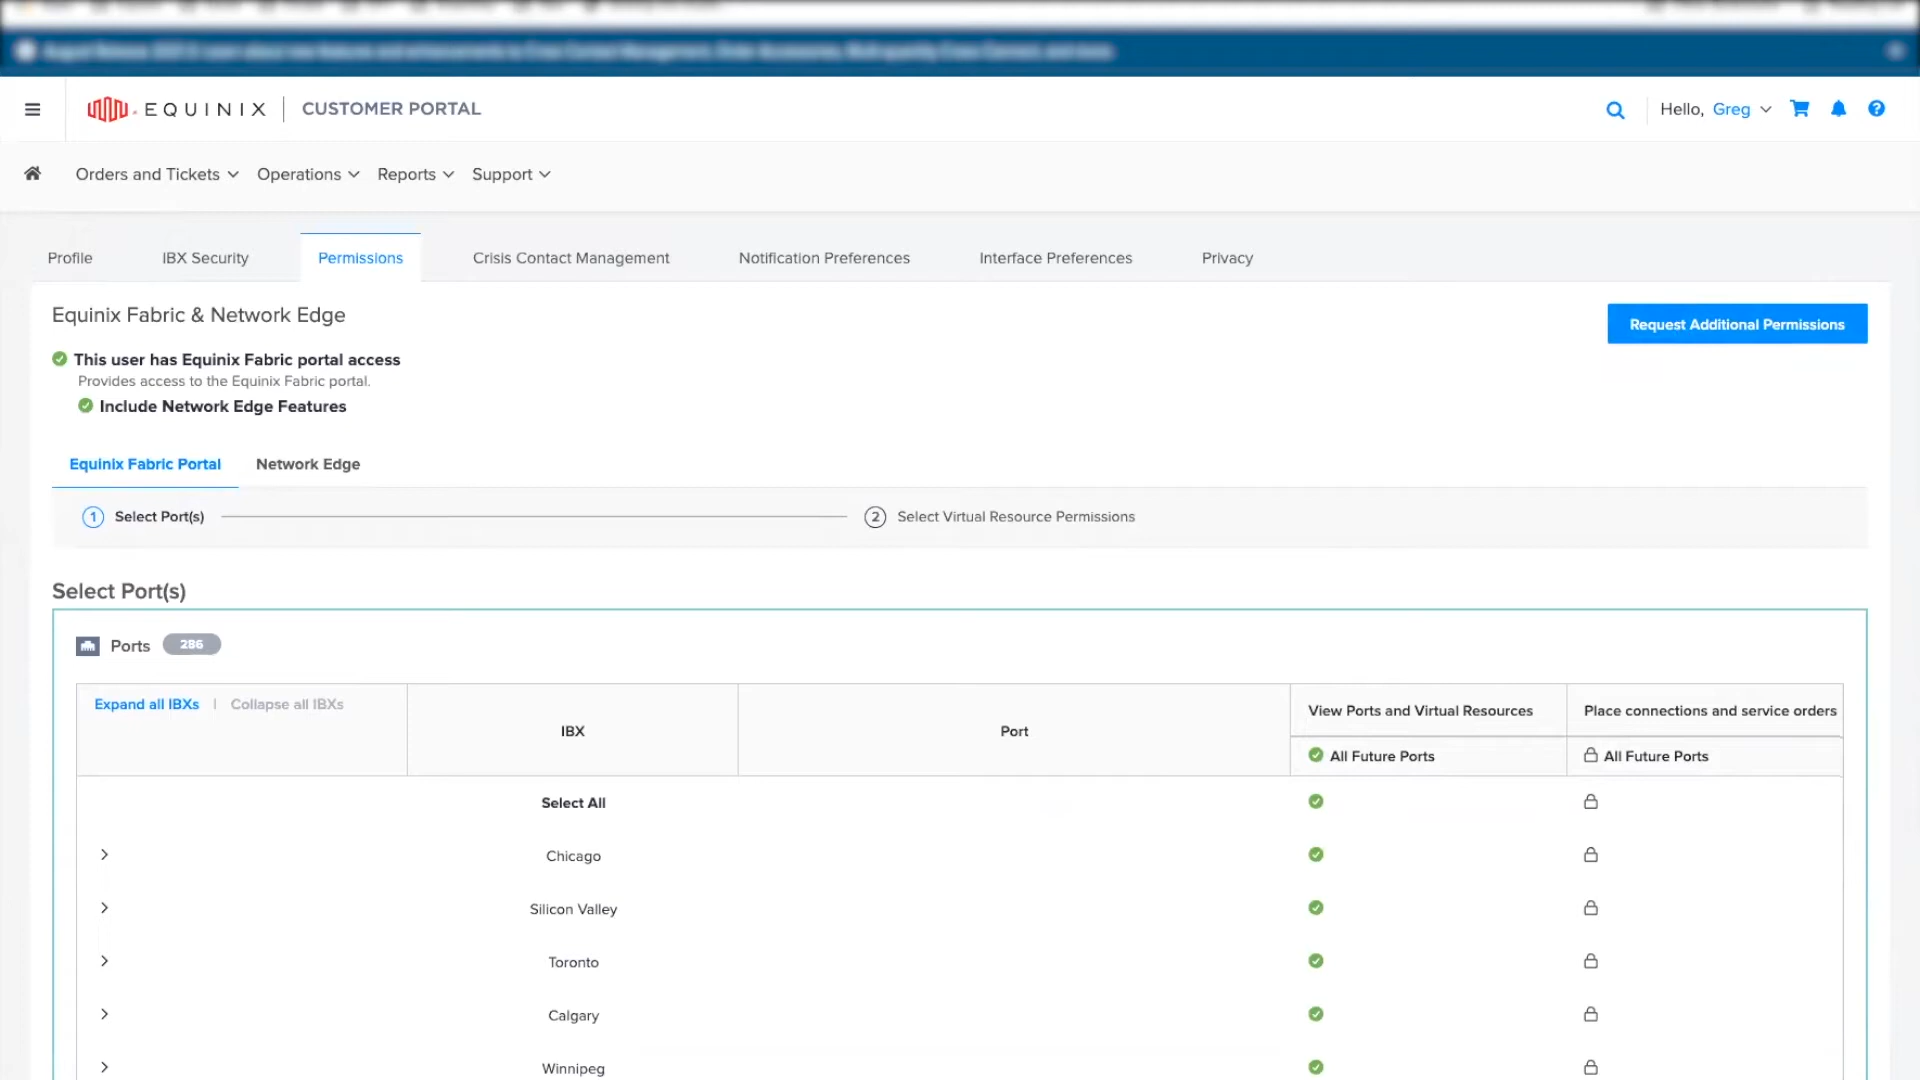 EQUINIX | CUSTOMER PORTAL
Hello, Greg
Orders and Tickets Operations Reports Support
Profile IBX Security Permissions Crisis Contact Management Notification Preferences Interface Preferences Privacy
Equinix Fabric & Network Edge
Request Additional Permissions
This user has Equinix Fabric portal access
Provides access to the Equinix Fabric portal.
Include Network Edge Features
Equinix Fabric Portal Network Edge
1 Select Port(s) 2 Select Virtual Resource Permissions
Select Port(s)
Ports 286
Expand all IBXs | Collapse all IBXs
IBX
Port
View Ports and Virtual Resources
Place connections and service orders
All Future Ports
All Future Ports
Select All
Chicago
Silicon Valley
Toronto
Calgary
Winnipeg